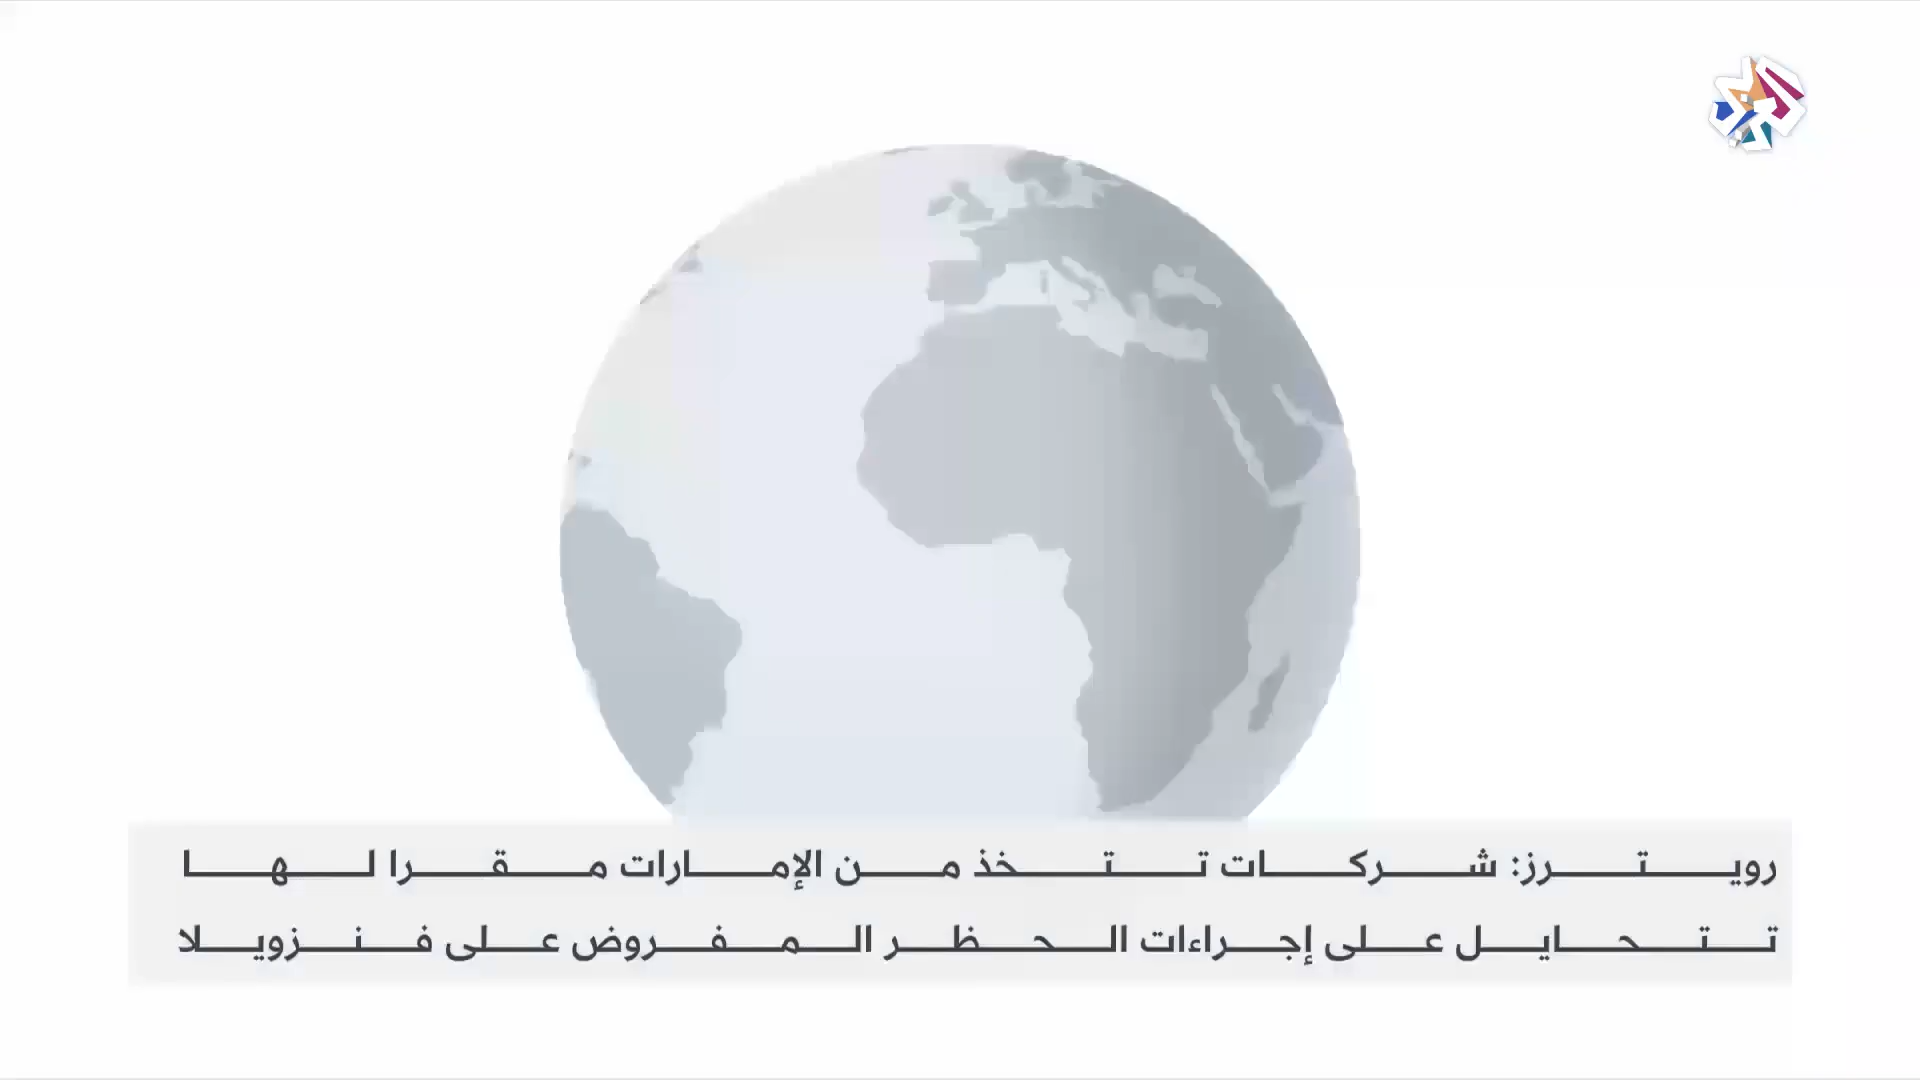 رويترز: شركات تتخذ من الإمارات مقرا لها
تتحايل على إجراءات الحظر المفروض على فنزويلا